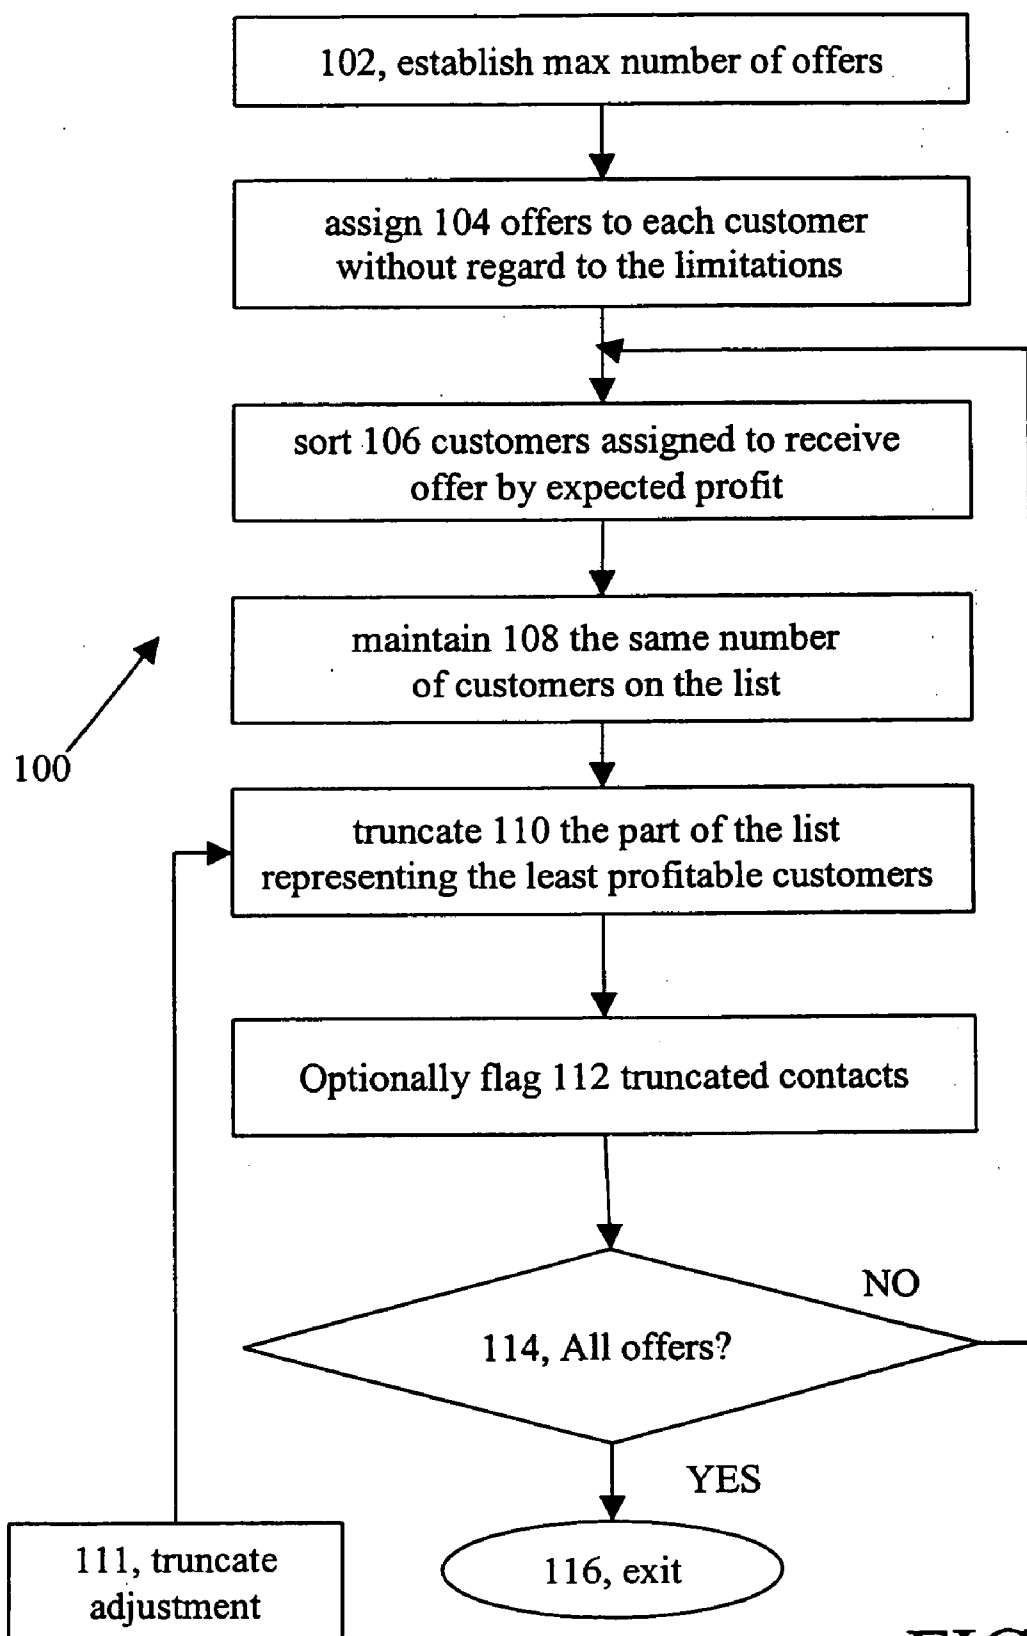 102, establish max number of offers
assign 104 offers to each customer
without regard to the limitations
sort 106 customers assigned to receive
offer by expected profit
maintain 108 the same number
of customers on the list
100
truncate 110 the part of the list
representing the least profitable customers
Optionally flag 112 truncated contacts
NO
114, All offers?
YES
111, truncate
adjustment
116, exit